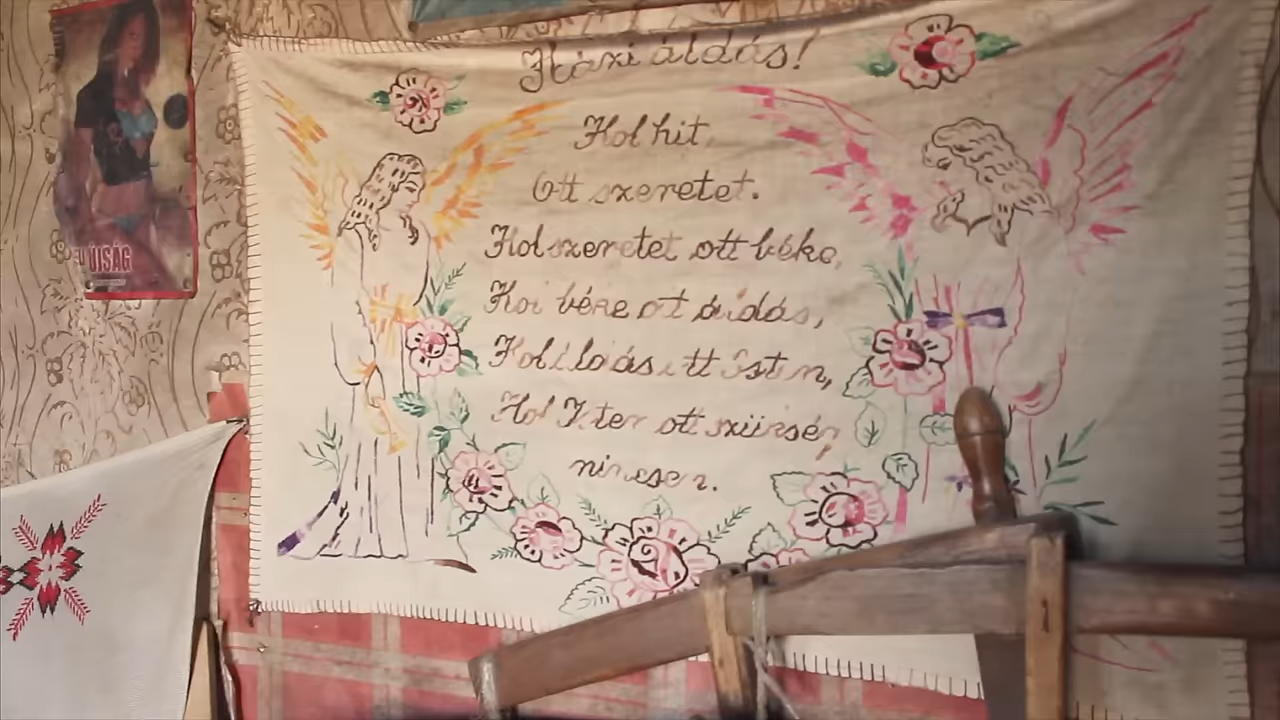 Házi áldás!
Hol hit,
Ott szeretet.
Hol szeretet ott béke,
Hol béke ott áldás,
Hol áldás ott Isten,
Hol Isten ott szükség
nincsen.
ÚJSÁG